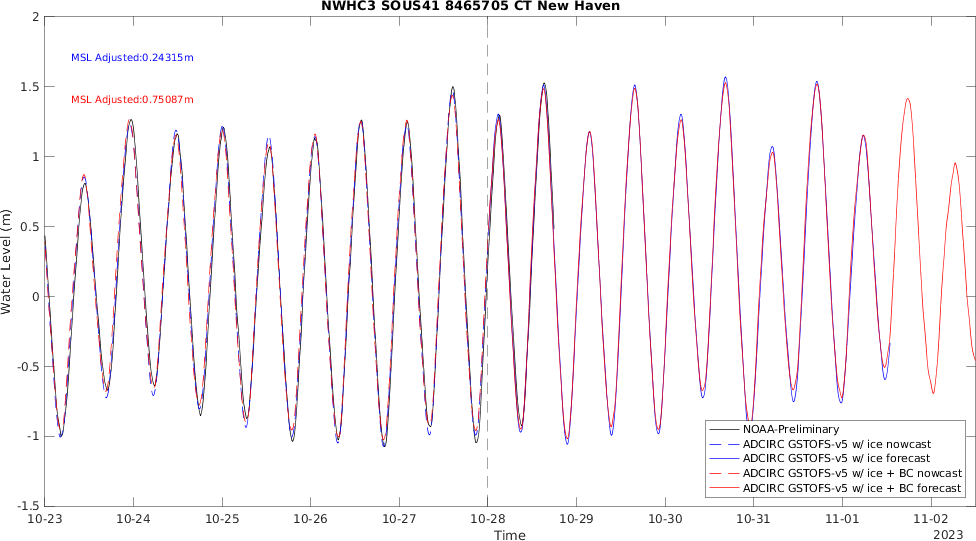 NWHC3 SOUS41 8465705 CT New Haven
2
1.5
1
0.5
0
-0.5
-1
-1.5
Water Level (m)
MSL Adjusted:0.24315m
MSL Adjusted:0.75087m
NOAA-Preliminary
ADCIRC GSTOFS-v5 w/ ice nowcast
ADCIRC GSTOFS-v5 w/ ice forecast
ADCIRC GSTOFS-v5 w/ ice + BC nowcast
ADCIRC GSTOFS-v5 w/ ice + BC forecast
10-23 10-24 10-25 10-26 10-27 10-28 10-29 10-30 10-31 11-01 11-02
Time
2023